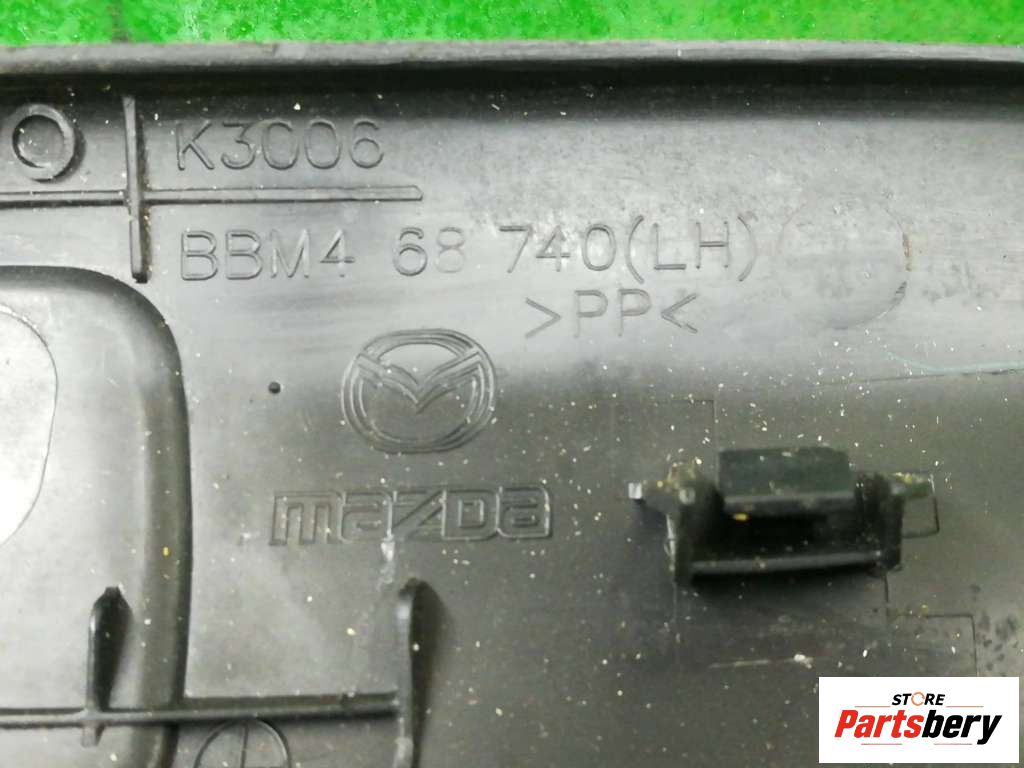 K3006
BBM4 68 740(LH)
>PP<
mazda
STORE
Partsbery